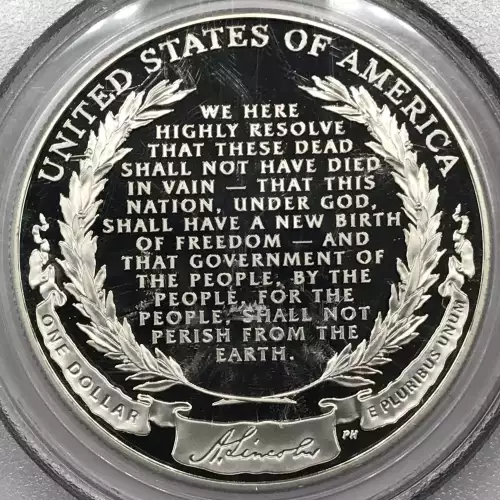 UNITED STATES OF AMERICA
WE HERE
HIGHLY RESOLVE
THAT THESE DEAD
SHALL NOT HAVE DIED
IN VAIN — THAT THIS
NATION, UNDER GOD,
SHALL HAVE A NEW BIRTH
OF FREEDOM — AND
THAT GOVERNMENT OF
THE PEOPLE, BY THE
PEOPLE, FOR THE
PEOPLE, SHALL NOT
PERISH FROM THE
EARTH.
ONE DOLLAR
E PLURIBUS UNUM
A. Lincoln
PH